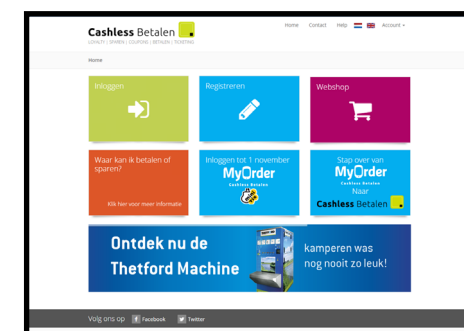 Cashless Betalen
LOYALTY | SPAREN | COUPONS | BETALEN | TICKETING
Home Contact Help Account
Home
Inloggen
Registreren
Webshop
Waar kan ik betalen of
sparen?
Klik hier voor meer informatie
Inloggen tot 1 november
MyOrder
Cashless Betalen
Stap over van
MyOrder
Cashless Betalen
Naar
Cashless Betalen
Ontdek nu de
Thetford Machine
kamperen was
nog nooit zo leuk!
Volg ons op Facebook Twitter